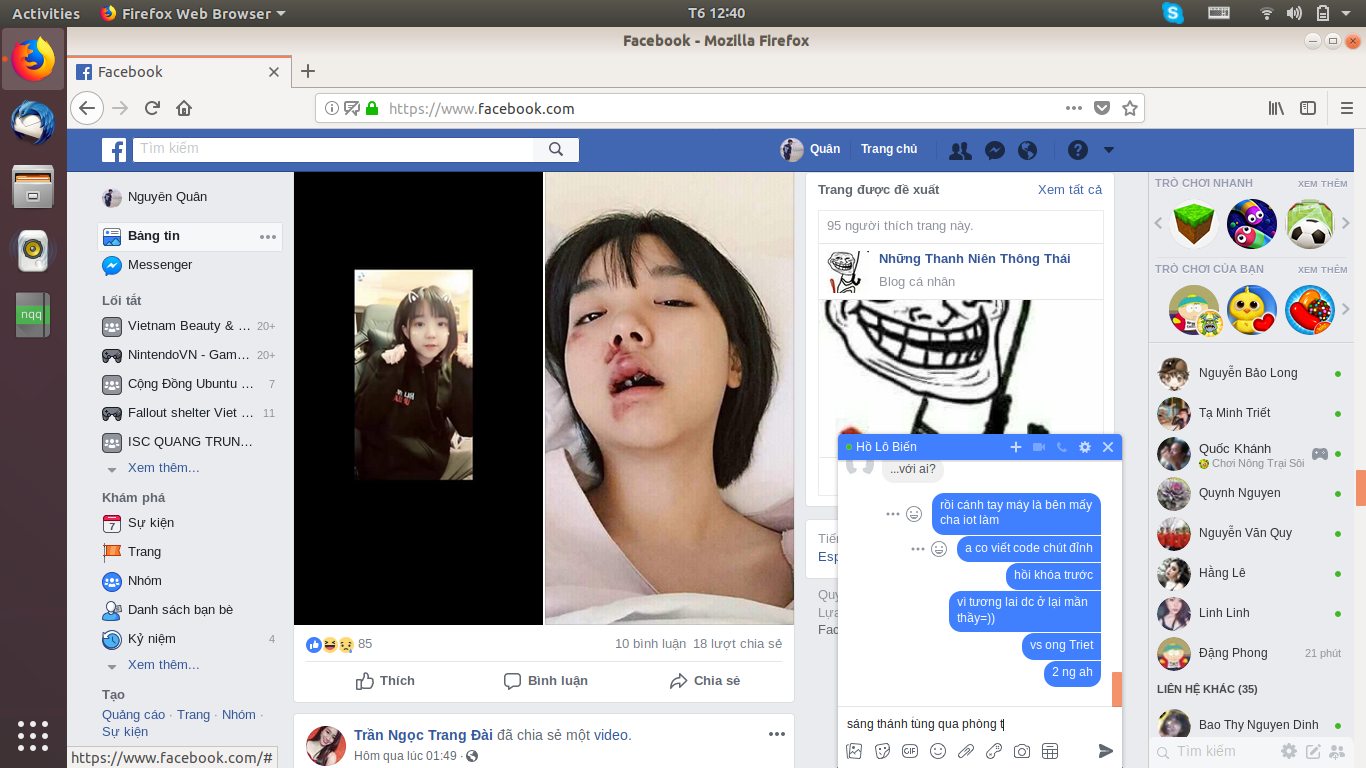 Activities
Firefox Web Browser
T6 12:40
Facebook - Mozilla Firefox
Facebook
https://www.facebook.com
Tìm kiếm
Quân
Trang chủ
Nguyễn Quân
Bảng tin
Messenger
Lối tắt
Vietnam Beauty & ... 20+
NintendoVN - Gam... 20+
Cộng Đồng Ubuntu ... 7
Fallout shelter Viet ... 11
ISC QUANG TRUN...
Xem thêm...
Khám phá
Sự kiện
Trang
Nhóm
Danh sách bạn bè
Kỷ niệm 4
Xem thêm...
Tạo
Quảng cáo · Trang · Nhóm ·
Sự kiện
https://www.facebook.com/#
nqq
85
10 bình luận 18 lượt chia sẻ
Thích
Bình luận
Chia sẻ
Trần Ngọc Trang Đài đã chia sẻ một video.
Hôm qua lúc 01:49 ·
Trang được đề xuất
Xem tất cả
95 người thích trang này.
Những Thanh Niên Thông Thái
Blog cá nhân
Tiế
Esp
Quy
Lựa
Fac
Hồ Lô Biến
...với ai?
rồi cánh tay máy là bên mấy
cha iot làm
a co viết code chút đỉnh
hồi khóa trước
vì tương lai dc ở lại mần
thầy=))
vs ong Triet
2 ng ah
sáng thánh tùng qua phòng t
GIF
TRÒ CHƠI NHANH
XEM THÊM
TRÒ CHƠI CỦA BẠN
XEM THÊM
Nguyễn Bảo Long
Tạ Minh Triết
Quốc Khánh
Chơi Nông Trại Sôi
Quynh Nguyen
Nguyễn Văn Quy
Hằng Lê
Linh Linh
Đặng Phong 21 phút
LIÊN HỆ KHÁC (35)
Bao Thy Nguyen Dinh
Tìm kiếm